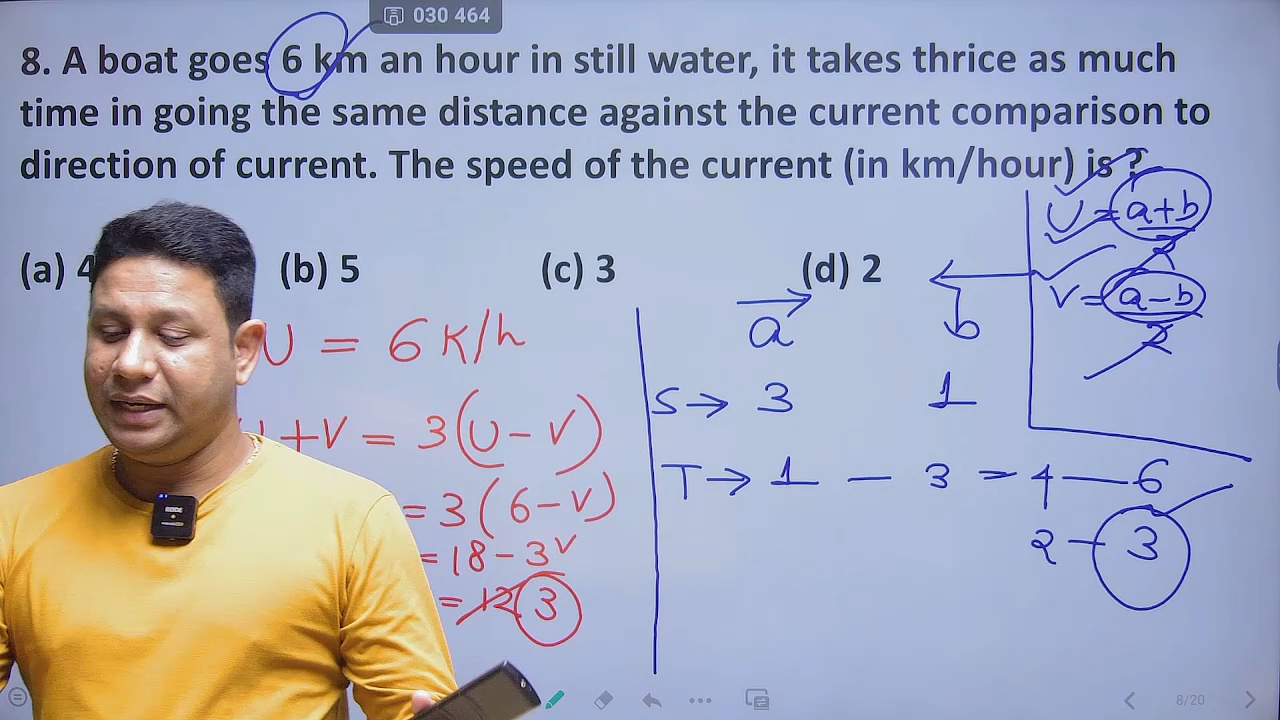 030 464
8. A boat goes 6 km an hour in still water, it takes thrice as much
time in going the same distance against the current comparison to
direction of current. The speed of the current (in km/hour) is ?
(a) 4 (b) 5 (c) 3 (d) 2
U = a+b
2
V = a-b
2
U = 6 K/h
+V = 3(U-V)
= 3(6-V)
= 18-3V
= 12 3
a b
S → 3 1
T → 1 - 3 = 4 - 6
2 - 3
RODE
8/20